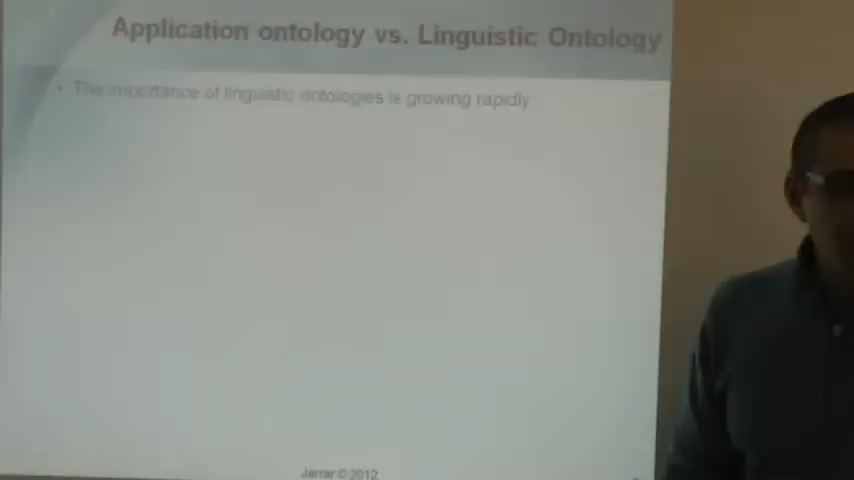 Application ontology vs. Linguistic Ontology
• The importance of linguistic ontologies is growing rapidly
Jarrar © 2012